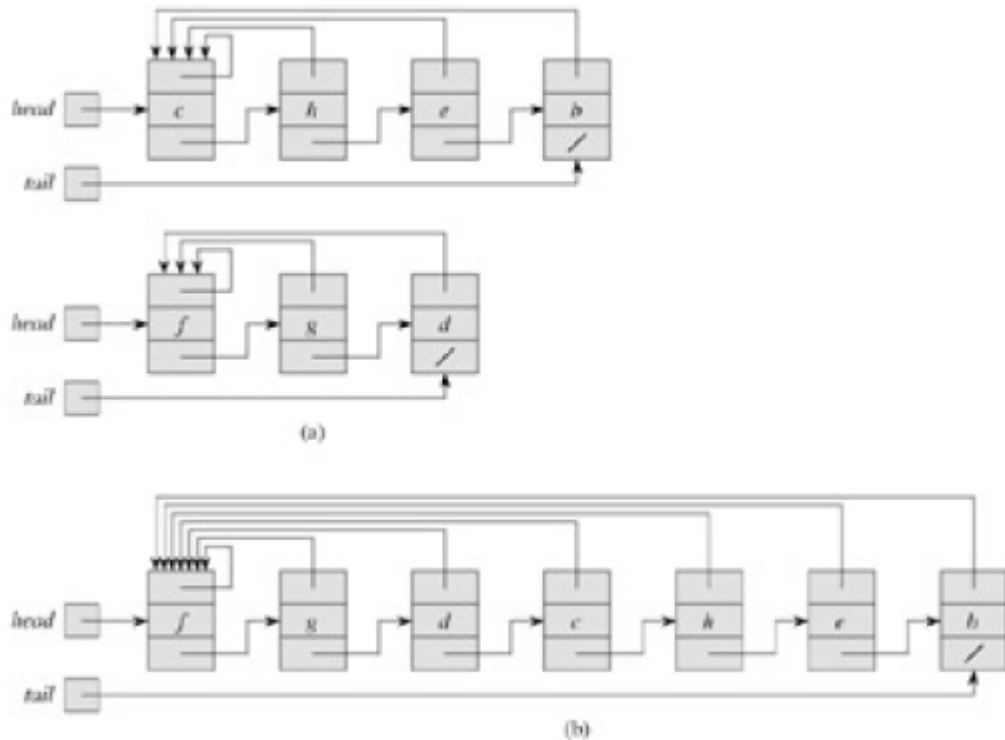 head c h e b
tail
head f g d
tail
(a)
head f g d c h e b
tail
(b)